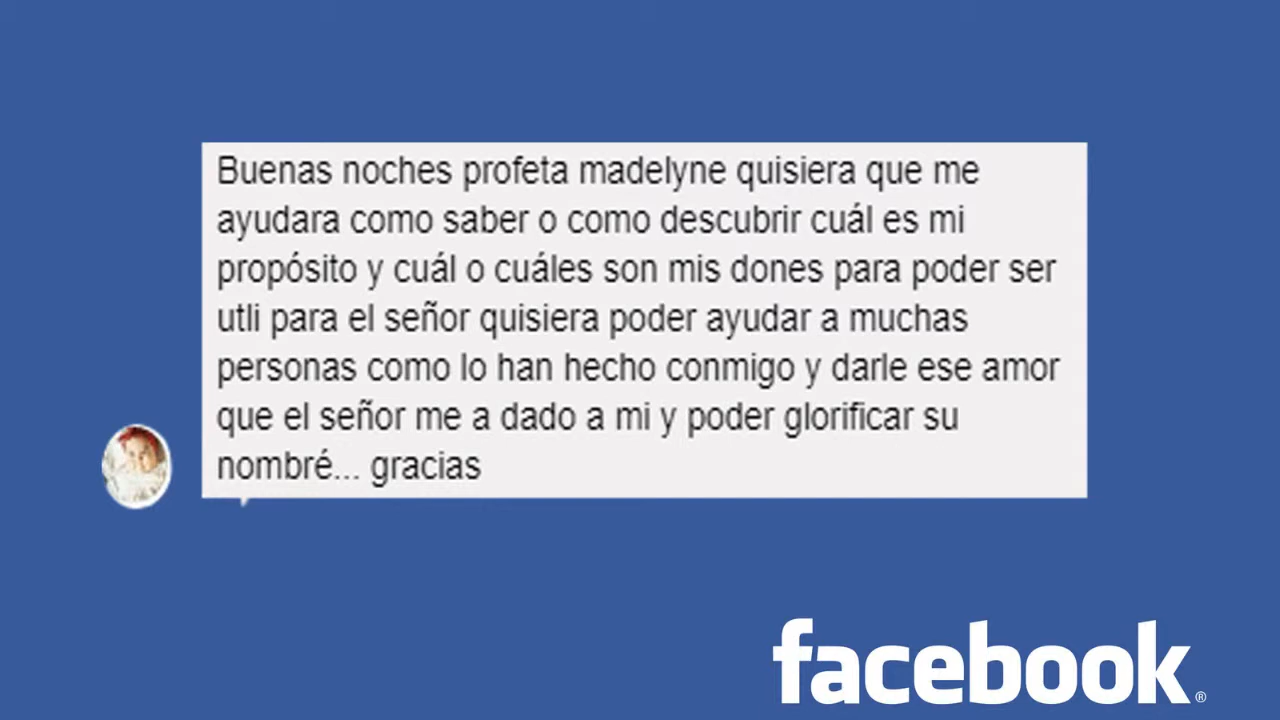 Buenas noches profeta madelyne quisiera que me
ayudara como saber o como descubrir cuál es mi
propósito y cuál o cuáles son mis dones para poder ser
utli para el señor quisiera poder ayudar a muchas
personas como lo han hecho conmigo y darle ese amor
que el señor me a dado a mi y poder glorificar su
nombré... gracias
facebook®